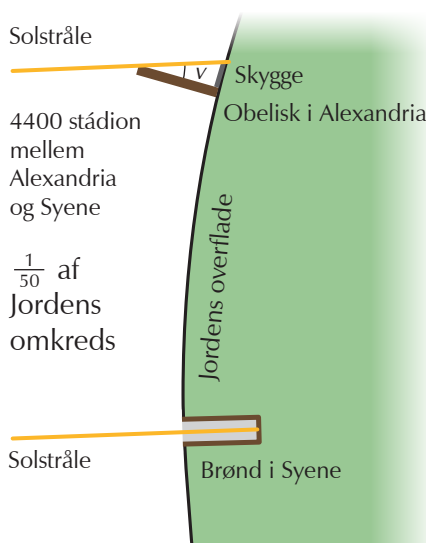 Solstråle
v
Skygge
Obelisk i Alexandria
4400 stádion
mellem
Alexandria
og Syene
1/50 af
Jordens
omkreds
Jordens overflade
Solstråle
Brønd i Syene